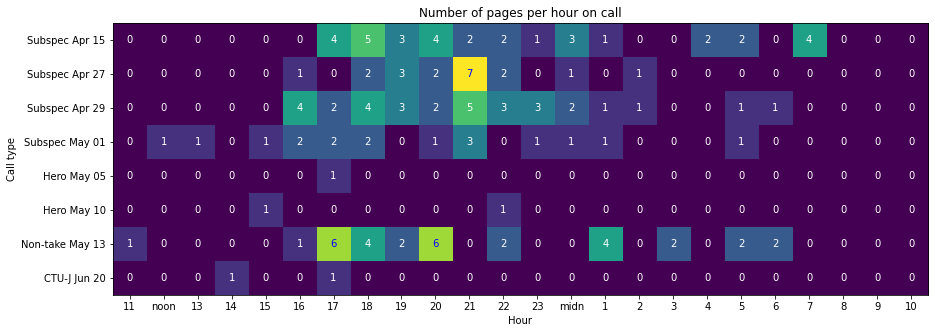 Number of pages per hour on call
Subspec Apr 15 0 0 0 0 0 0 4 5 3 4 2 2 1 3 1 0 0 2 2 0 4 0 0 0
Subspec Apr 27 0 0 0 0 0 1 0 2 3 2 7 2 0 1 0 1 0 0 0 0 0 0 0 0
Subspec Apr 29 0 0 0 0 0 4 2 4 3 2 5 3 3 2 1 1 0 0 1 1 0 0 0 0
Subspec May 01 0 1 1 0 1 2 2 2 0 1 3 0 1 1 1 0 0 0 1 0 0 0 0 0
Hero May 05 0 0 0 0 0 0 1 0 0 0 0 0 0 0 0 0 0 0 0 0 0 0 0 0
Hero May 10 0 0 0 0 1 0 0 0 0 0 0 1 0 0 0 0 0 0 0 0 0 0 0 0
Non-take May 13 1 0 0 0 0 1 6 4 2 6 0 2 0 0 4 0 2 0 2 2 0 0 0 0
CTU-J Jun 20 0 0 0 1 0 0 1 0 0 0 0 0 0 0 0 0 0 0 0 0 0 0 0 0
11 noon 13 14 15 16 17 18 19 20 21 22 23 midn 1 2 3 4 5 6 7 8 9 10
Hour
Call type